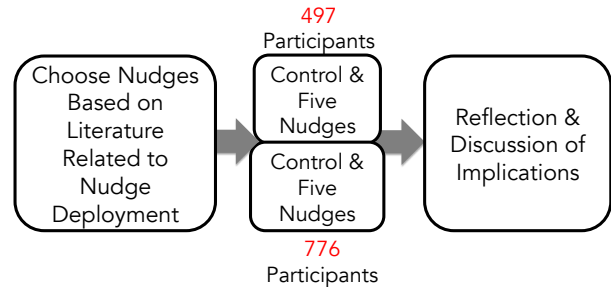 Choose Nudges
Based on
Literature
Related to
Nudge
Deployment
497
Participants
Control &
Five
Nudges
Control &
Five
Nudges
776
Participants
Reflection &
Discussion of
Implications